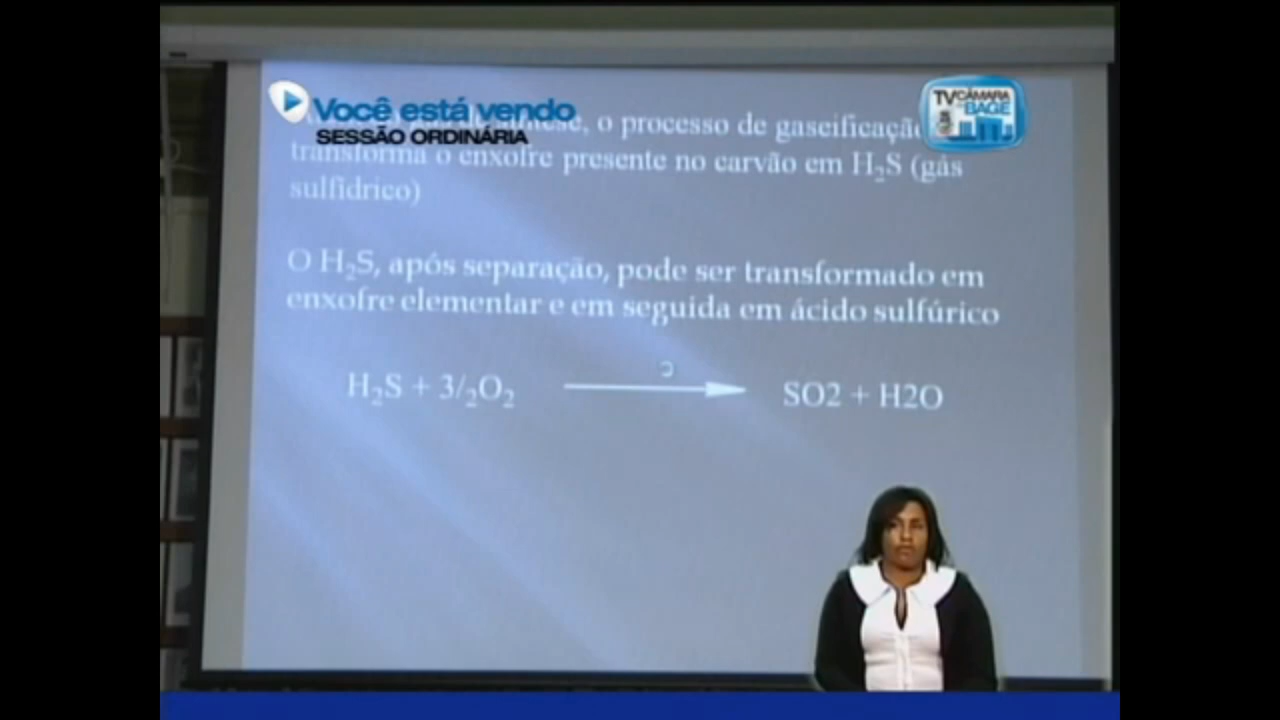 Você está vendo
SESSÃO ORDINÁRIA
TV CÂMARA
BAGÉ
síntese, o processo de gaseificação
transforma o enxofre presente no carvão em H₂S (gás
sulfídrico)
O H₂S, após separação, pode ser transformado em
enxofre elementar e em seguida em ácido sulfúrico
H₂S + 3/₂O₂ → SO2 + H2O